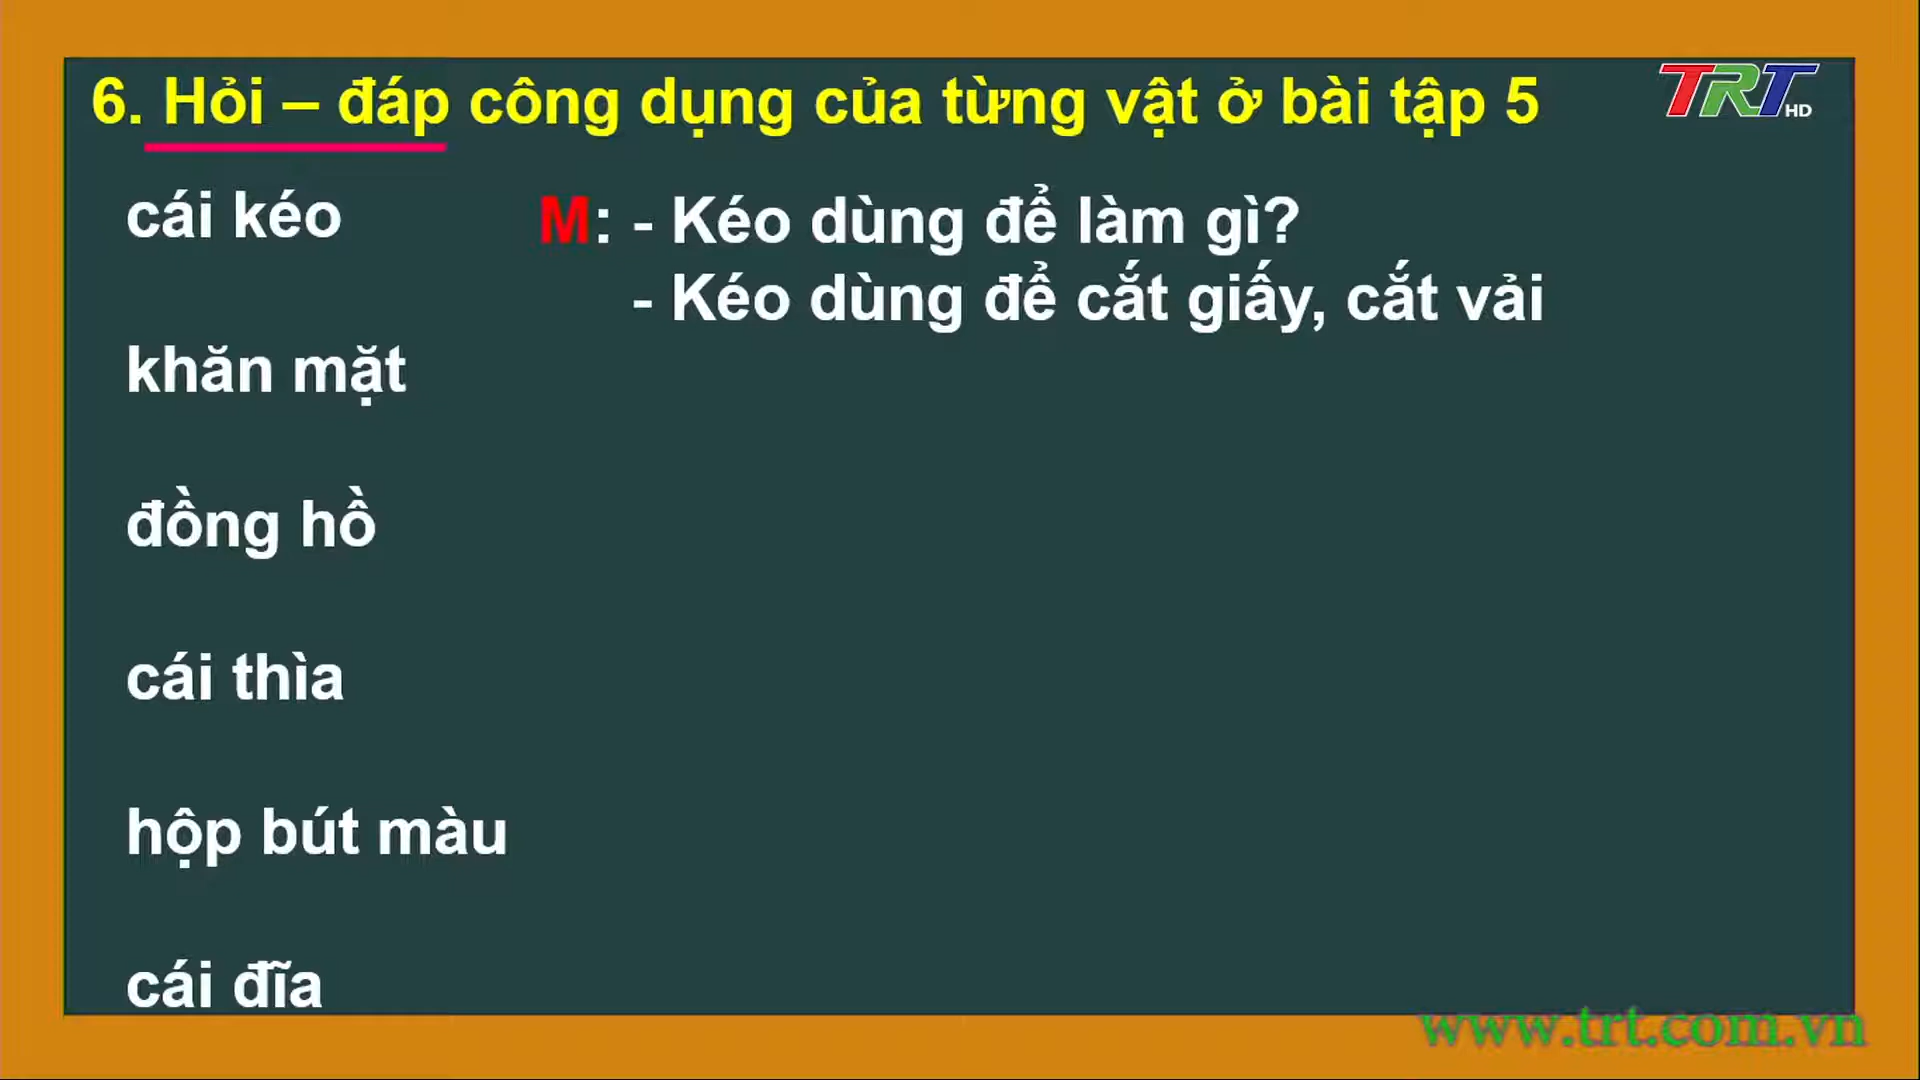 6. Hỏi – đáp công dụng của từng vật ở bài tập 5
TRT HD
cái kéo
M: - Kéo dùng để làm gì?
- Kéo dùng để cắt giấy, cắt vải
khăn mặt
đồng hồ
cái thìa
hộp bút màu
cái đĩa
www.trt.com.vn